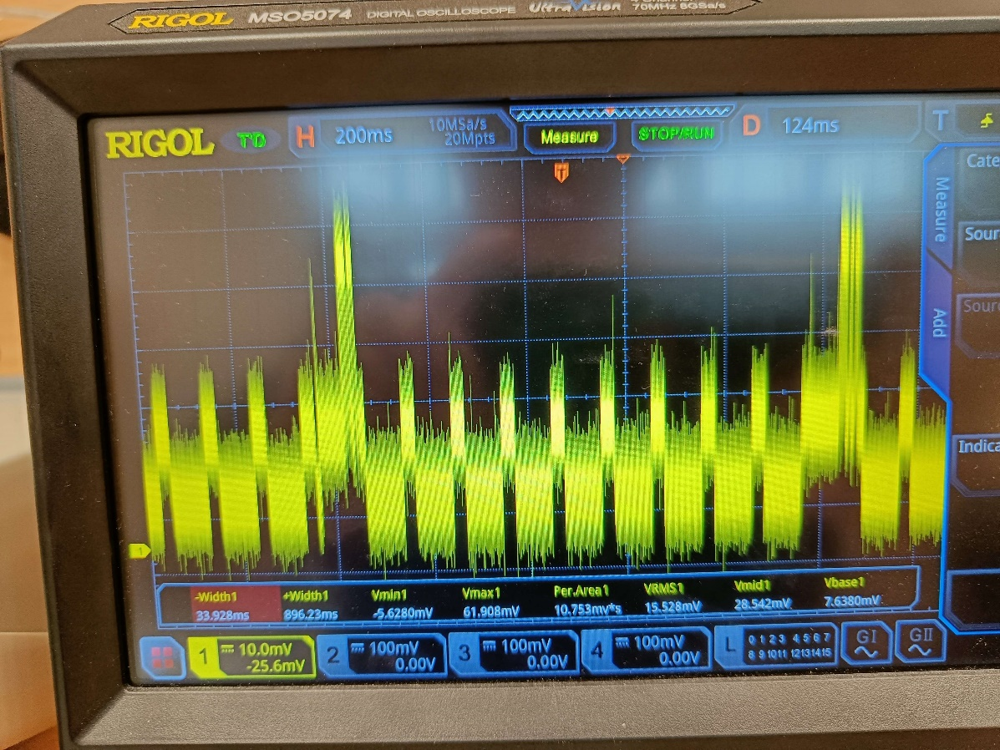 RIGOL MSO5074 DIGITAL OSCILLOSCOPE UltraVision
70MHz 8GSa/s
RIGOL T'D H 200ms 10MSa/s 20Mpts Measure STOP/RUN D 124ms T
T
Measure
Add
Cate
Sour
Sour
Indica
1
-Width1 +Width1 Vmin1 Vmax1 Per.Area1 VRMS1 Vmid1 Vbase1
33.928ms 896.23ms -5.6280mV 61.908mV 10.753mv*s 15.528mV 28.542mV 7.6380mV
1 10.0mV 2 100mV 3 100mV 4 100mV L 0 1 2 3 4 5 6 7 GI GII
-25.6mV 0.00V 0.00V 0.00V 8 9 10 11 12 13 14 15